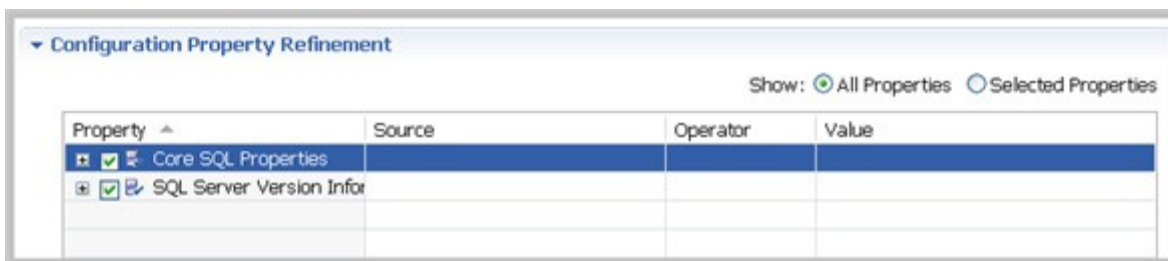 Configuration Property Refinement
Show: All Properties Selected Properties
Property Source Operator Value
Core SQL Properties
SQL Server Version Infor